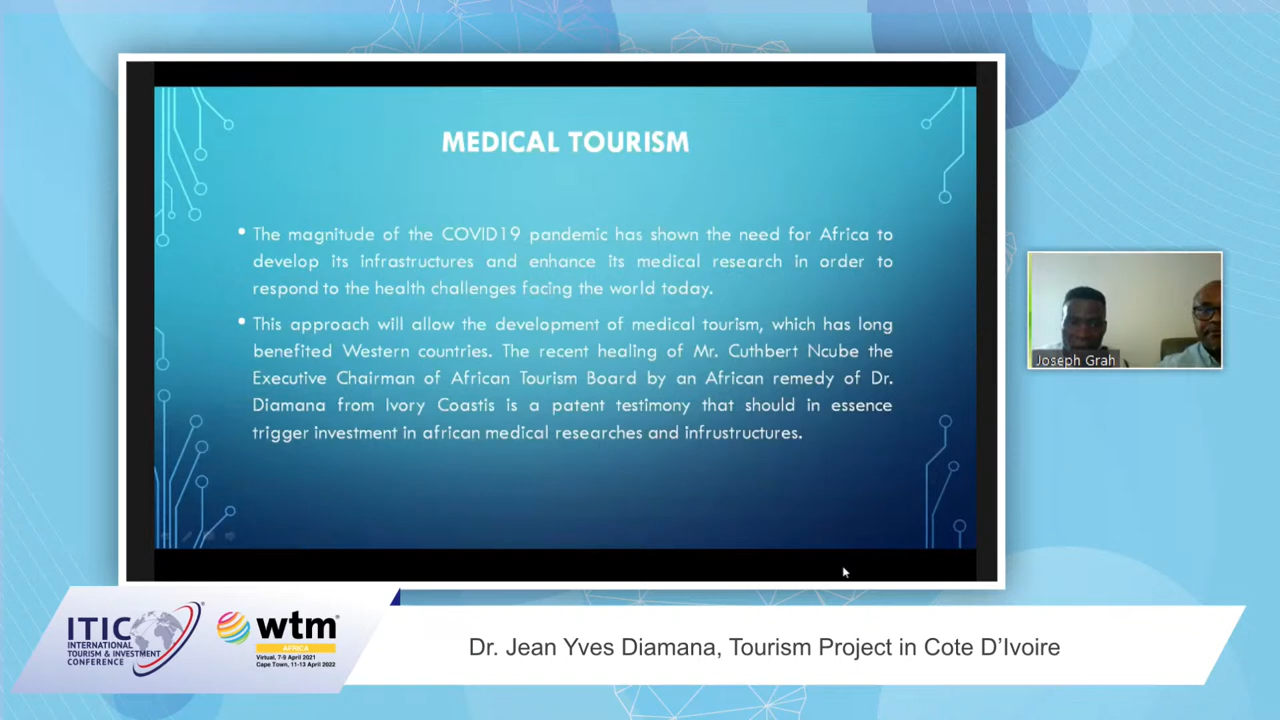 MEDICAL TOURISM
• The magnitude of the COVID19 pandemic has shown the need for Africa to
develop its infrastructures and enhance its medical research in order to
respond to the health challenges facing the world today.
• This approach will allow the development of medical tourism, which has long
benefited Western countries. The recent healing of Mr. Cuthbert Ncube the
Executive Chairman of African Tourism Board by an African remedy of Dr.
Diamana from Ivory Coastis is a patent testimony that should in essence
trigger investment in african medical researches and infrustructures.
Joseph Grah
ITIC
INTERNATIONAL
TOURISM & INVESTMENT
CONFERENCE
wtm
AFRICA
Virtual, 7-9 April 2021
Cape Town, 11-13 April 2022
Dr. Jean Yves Diamana, Tourism Project in Cote D’Ivoire